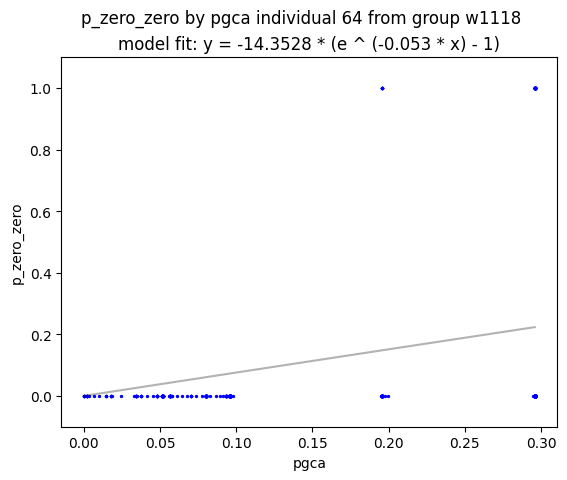 p_zero_zero by pgca individual 64 from group w1118
model fit: y = -14.3528 * (e ^ (-0.053 * x) - 1)
1.0
0.8
0.6
0.4
0.2
0.0
p_zero_zero
0.00 0.05 0.10 0.15 0.20 0.25 0.30
pgca